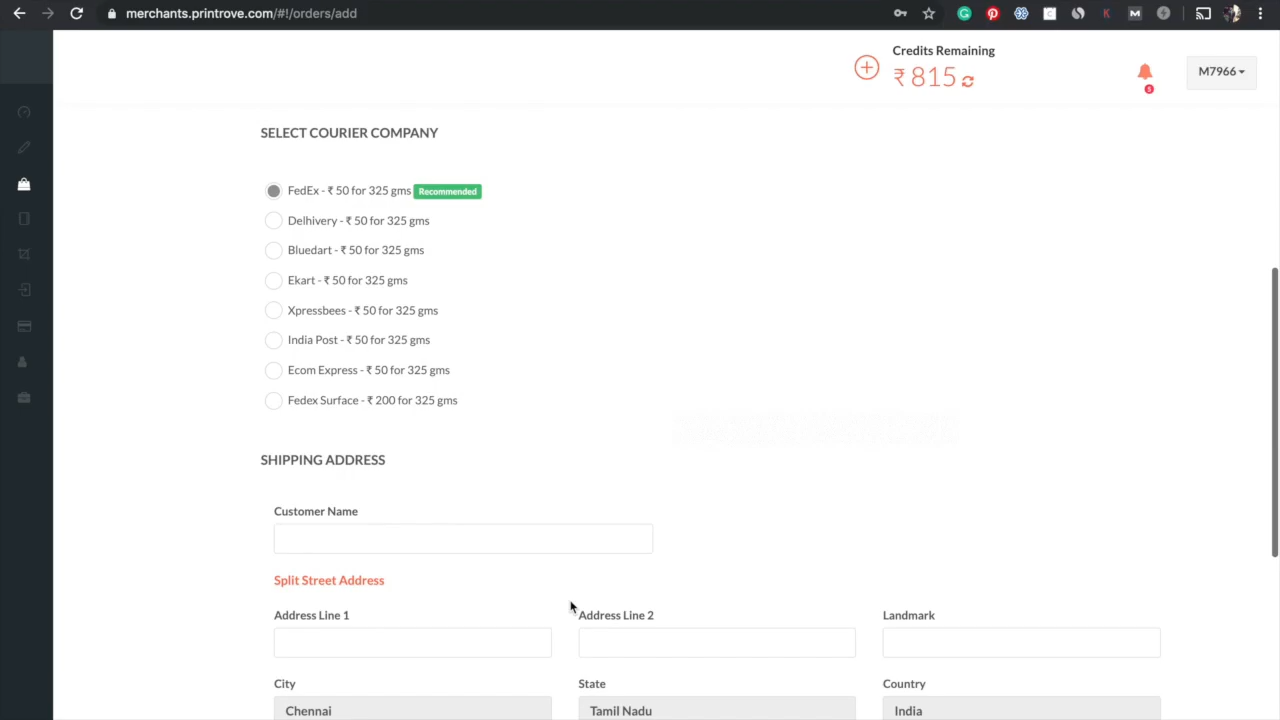 merchants.printrove.com/#!/orders/add
Credits Remaining
₹ 815
M7966
SELECT COURIER COMPANY
FedEx - ₹ 50 for 325 gms Recommended
Delhivery - ₹ 50 for 325 gms
Bluedart - ₹ 50 for 325 gms
Ekart - ₹ 50 for 325 gms
Xpressbees - ₹ 50 for 325 gms
India Post - ₹ 50 for 325 gms
Ecom Express - ₹ 50 for 325 gms
Fedex Surface - ₹ 200 for 325 gms
SHIPPING ADDRESS
Customer Name
Split Street Address
Address Line 1 Address Line 2 Landmark
City State Country
Chennai Tamil Nadu India